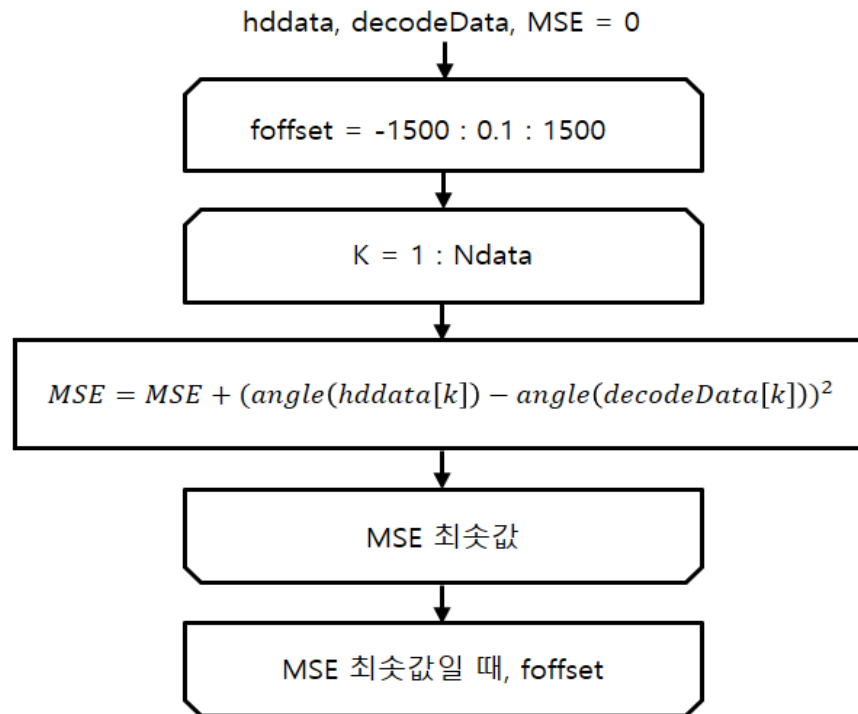 hddata, decodeData, MSE = 0
foffset = -1500 : 0.1 : 1500
K = 1 : Ndata
MSE = MSE + (angle(hddata[k]) − angle(decodeData[k]))²
MSE 최솟값
MSE 최솟값일 때, foffset